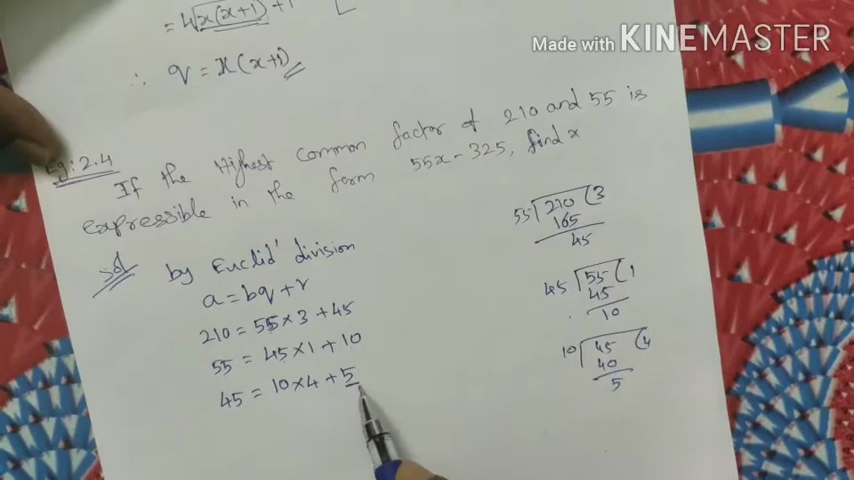 Made with KINEMASTER
= 4√x(x+1) +1
∴ q = x(x+1)
Eg: 2.4
If the Highest common factor of 210 and 55 is
expressible in the form 55x - 325, find x
Sol by Euclid' division
a = bq + r
210 = 55 × 3 + 45
55 = 45 × 1 + 10
45 = 10 × 4 + 5
55 210 3
165
45
45 55 1
45
10
10 45 4
40
5